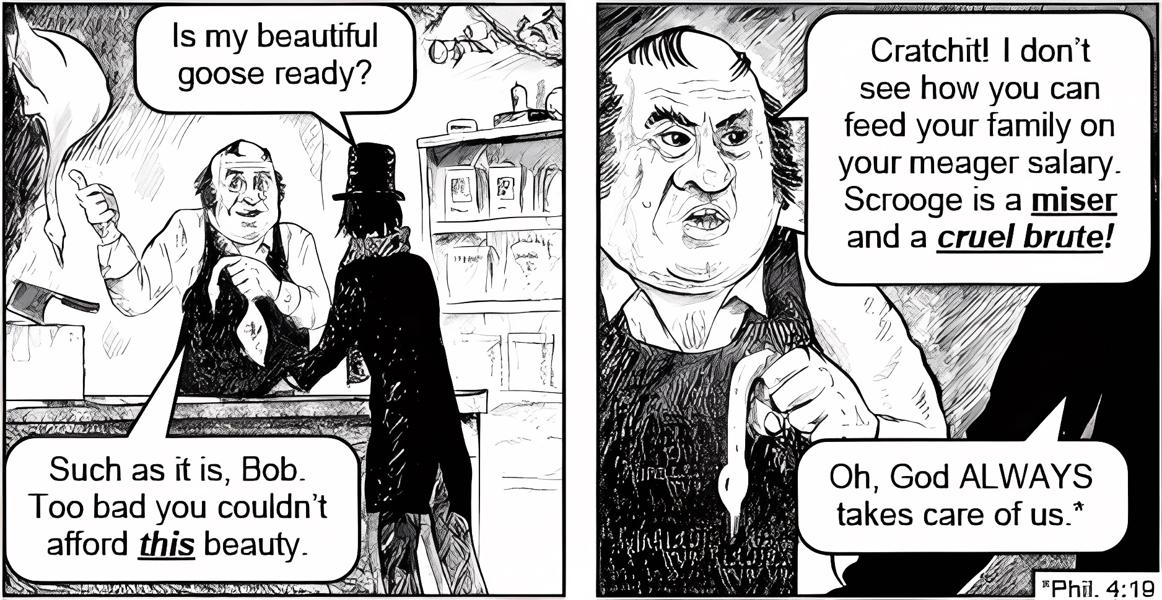 Is my beautiful
goose ready?
Such as it is, Bob.
Too bad you couldn't
afford this beauty.
Cratchit! I don't
see how you can
feed your family on
your meager salary.
Scrooge is a miser
and a cruel brute!
Oh, God ALWAYS
takes care of us.*
*Phil. 4:19